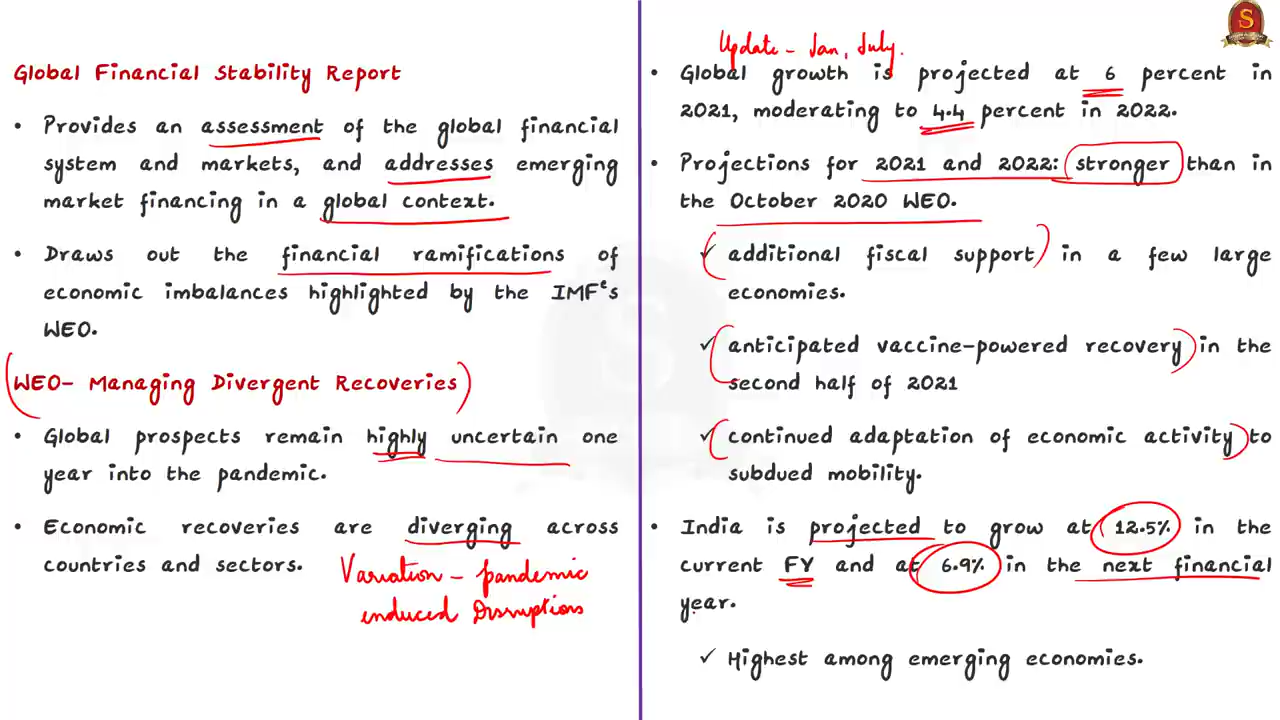 Global Financial Stability Report
• Provides an assessment of the global financial
system and markets, and addresses emerging
market financing in a global context.
• Draws out the financial ramifications of
economic imbalances highlighted by the IMFᵉs
WEO.
WEO- Managing Divergent Recoveries
• Global prospects remain highly uncertain one
year into the pandemic.
• Economic recoveries are diverging across
countries and sectors.
Variation - pandemic
enduced Disruptions
S
Update - Jan, July.
• Global growth is projected at 6 percent in
2021, moderating to 4.4 percent in 2022.
• Projections for 2021 and 2022: stronger than in
the October 2020 WEO.
✓ additional fiscal support in a few large
economies.
✓ anticipated vaccine-powered recovery in the
second half of 2021
✓ continued adaptation of economic activity to
subdued mobility.
• India is projected to grow at 12.5% in the
current FY and at 6.9% in the next financial
year.
✓ Highest among emerging economies.